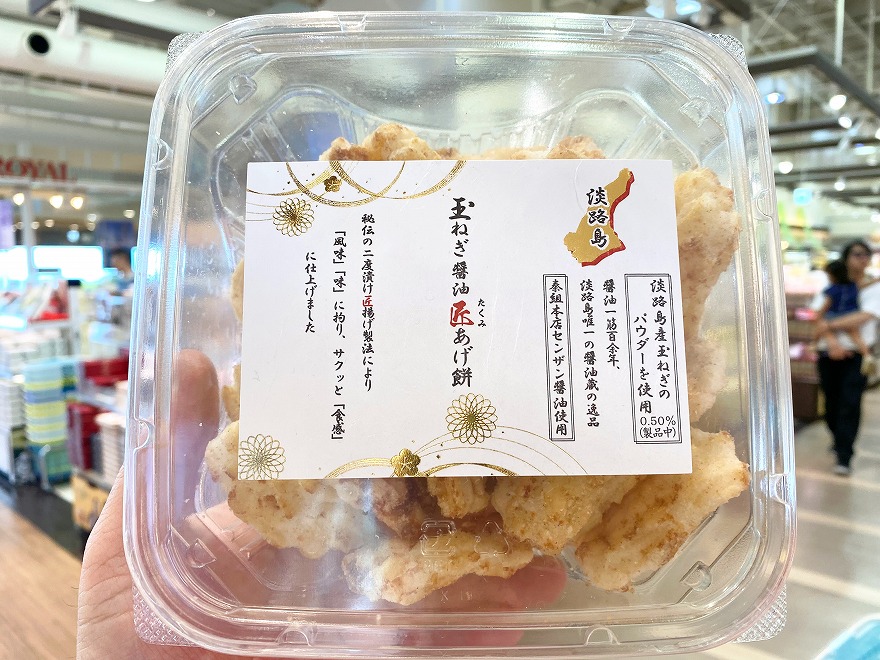 淡路島
淡路島産玉ねぎの
パウダーを使用
0.50%
(製品中)
醬油一筋百余年、
淡路島唯一の醬油蔵の逸品
秦組本店センザン醬油使用
玉ねぎ醬油匠あげ餅
たくみ
秘伝の二度漬け匠揚げ製法により
「風味」「味」に拘り、サクッと「食感」
に仕上げました
ROYAL